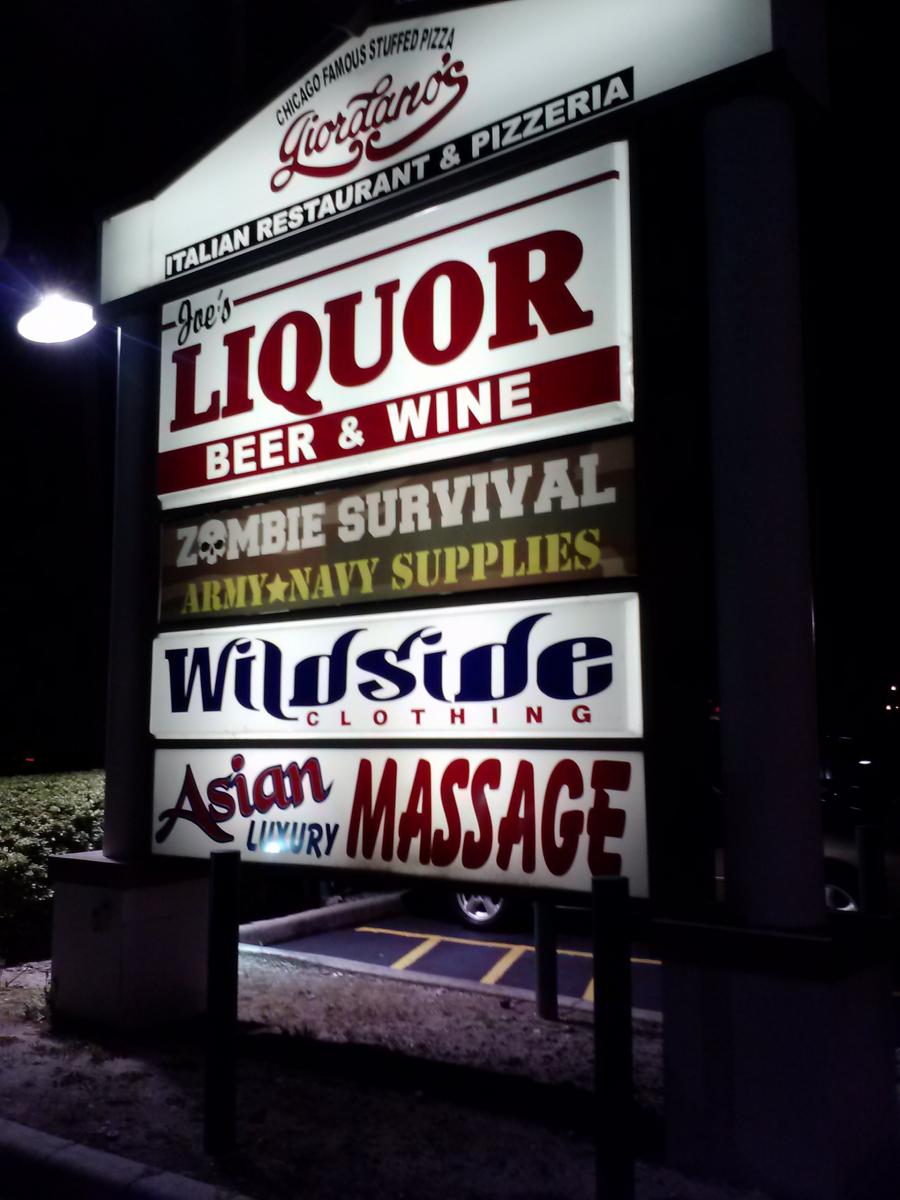 CHICAGO FAMOUS STUFFED PIZZA
Giordano's
ITALIAN RESTAURANT & PIZZERIA
Joe's
LIQUOR
BEER & WINE
ZOMBIE SURVIVAL
ARMY★NAVY SUPPLIES
Wildside
CLOTHING
Asian
LUXURY
MASSAGE